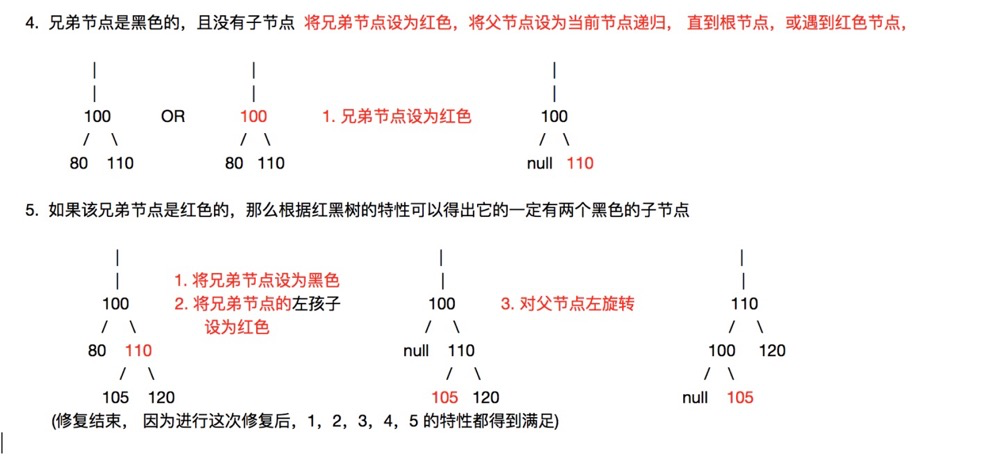 4. 兄弟节点是黑色的，且没有子节点 将兄弟节点设为红色，将父节点设为当前节点递归， 直到根节点，或遇到红色节点，
100 OR 100 1. 兄弟节点设为红色 100
80 110 80 110 null 110
5. 如果该兄弟节点是红色的，那么根据红黑树的特性可以得出它的一定有两个黑色的子节点
1. 将兄弟节点设为黑色
100 2. 将兄弟节点的左孩子 100 3. 对父节点左旋转 110
设为红色
80 110 null 110 100 120
105 120 105 120 null 105
(修复结束， 因为进行这次修复后，1，2，3，4，5 的特性都得到满足)